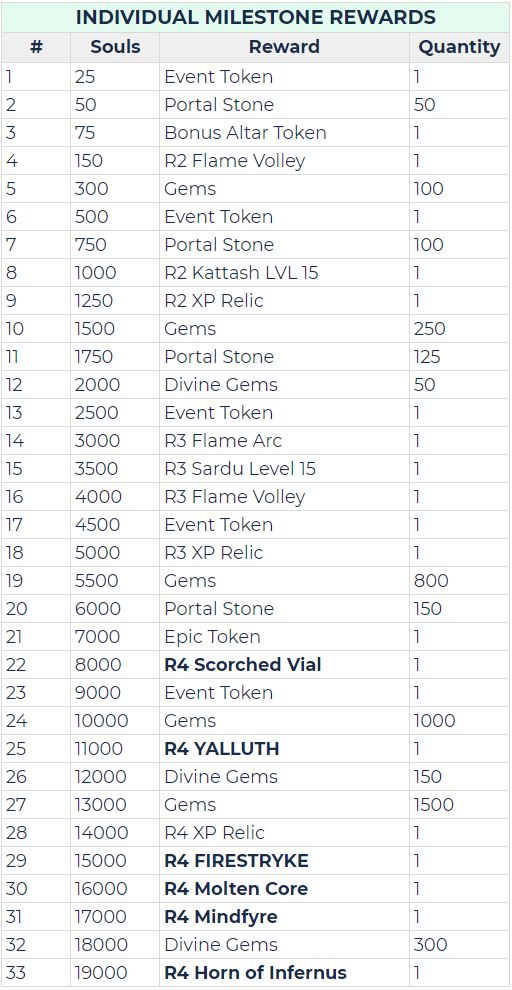 INDIVIDUAL MILESTONE REWARDS
# Souls Reward Quantity
1 25 Event Token 1
2 50 Portal Stone 50
3 75 Bonus Altar Token 1
4 150 R2 Flame Volley 1
5 300 Gems 100
6 500 Event Token 1
7 750 Portal Stone 100
8 1000 R2 Kattash LVL 15 1
9 1250 R2 XP Relic 1
10 1500 Gems 250
11 1750 Portal Stone 125
12 2000 Divine Gems 50
13 2500 Event Token 1
14 3000 R3 Flame Arc 1
15 3500 R3 Sardu Level 15 1
16 4000 R3 Flame Volley 1
17 4500 Event Token 1
18 5000 R3 XP Relic 1
19 5500 Gems 800
20 6000 Portal Stone 150
21 7000 Epic Token 1
22 8000 R4 Scorched Vial 1
23 9000 Event Token 1
24 10000 Gems 1000
25 11000 R4 YALLUTH 1
26 12000 Divine Gems 150
27 13000 Gems 1500
28 14000 R4 XP Relic 1
29 15000 R4 FIRESTRYKE 1
30 16000 R4 Molten Core 1
31 17000 R4 Mindfyre 1
32 18000 Divine Gems 300
33 19000 R4 Horn of Infernus 1